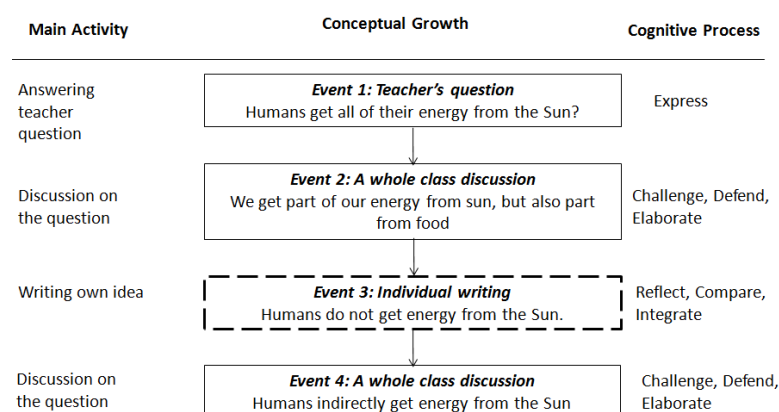 Main Activity
Conceptual Growth
Cognitive Process
Answering
teacher
question
Event 1: Teacher’s question
Humans get all of their energy from the Sun?
Express
Discussion on
the question
Event 2: A whole class discussion
We get part of our energy from sun, but also part
from food
Challenge, Defend,
Elaborate
Writing own idea
Event 3: Individual writing
Humans do not get energy from the Sun.
Reflect, Compare,
Integrate
Discussion on
the question
Event 4: A whole class discussion
Humans indirectly get energy from the Sun
Challenge, Defend,
Elaborate